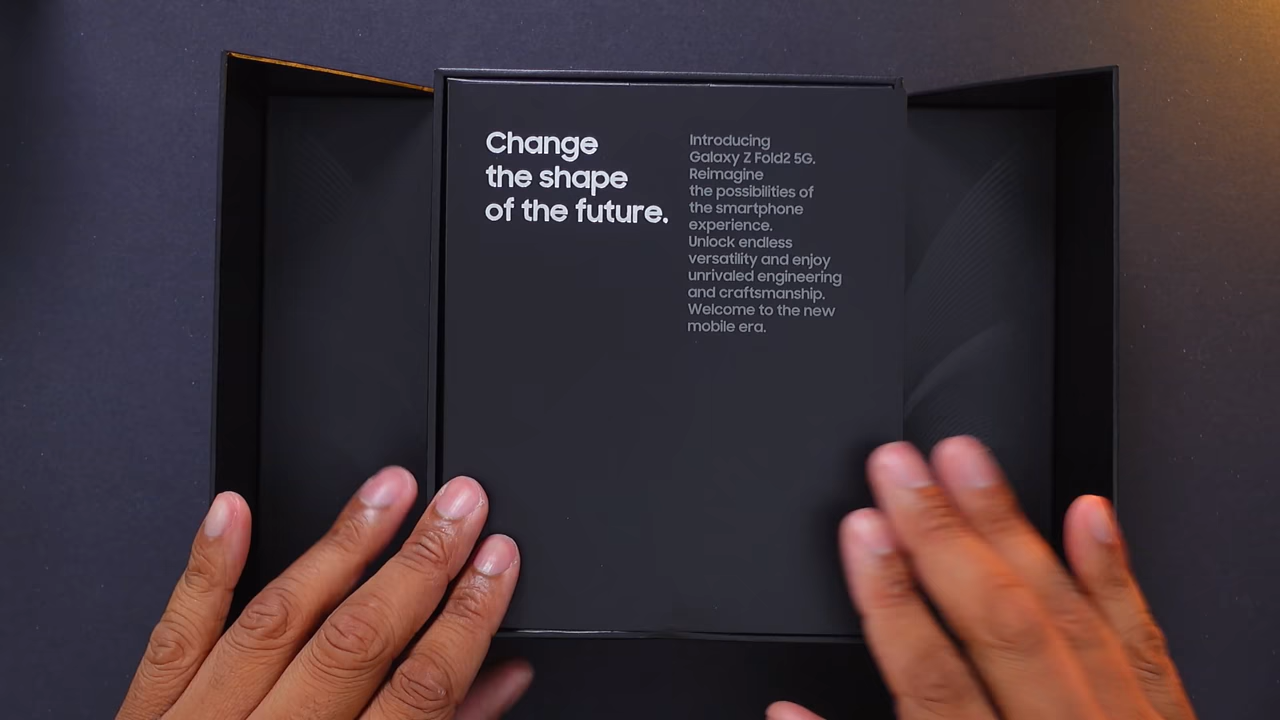 Change
the shape
of the future.
Introducing
Galaxy Z Fold2 5G.
Reimagine
the possibilities of
the smartphone
experience.
Unlock endless
versatility and enjoy
unrivaled engineering
and craftsmanship.
Welcome to the new
mobile era.